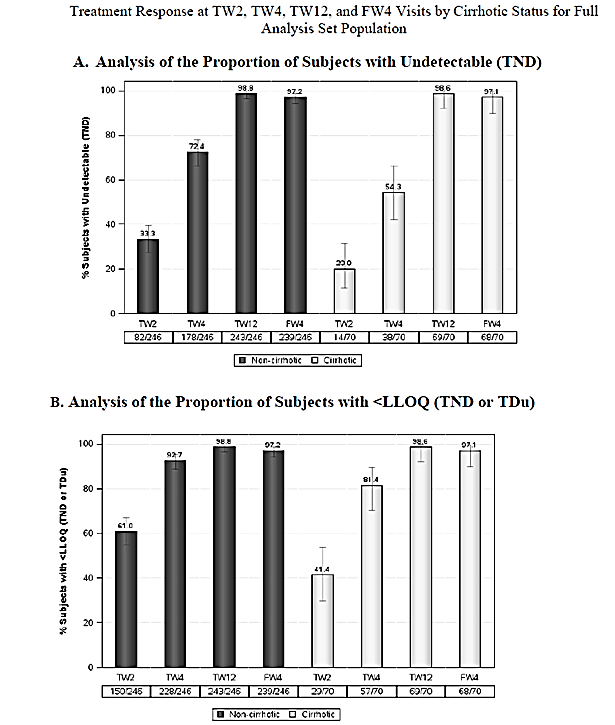 Treatment Response at TW2, TW4, TW12, and FW4 Visits by Cirrhotic Status for Full
Analysis Set Population
A. Analysis of the Proportion of Subjects with Undetectable (TND)
% Subjects with Undetectable (TND)
100
80
60
40
20
0
33.3
72.4
98.8
97.2
20.0
54.3
98.6
97.1
TW2 TW4 TW12 FW4 TW2 TW4 TW12 FW4
82/246 178/246 243/246 239/246 14/70 38/70 69/70 68/70
Non-cirrhotic Cirrhotic
B. Analysis of the Proportion of Subjects with <LLOQ (TND or TDu)
% Subjects with <LLOQ (TND or TDu)
100
80
60
40
20
0
61.0
92.7
98.8
97.2
41.4
81.4
98.6
97.1
TW2 TW4 TW12 FW4 TW2 TW4 TW12 FW4
150/246 228/246 243/246 239/246 29/70 57/70 69/70 68/70
Non-cirrhotic Cirrhotic